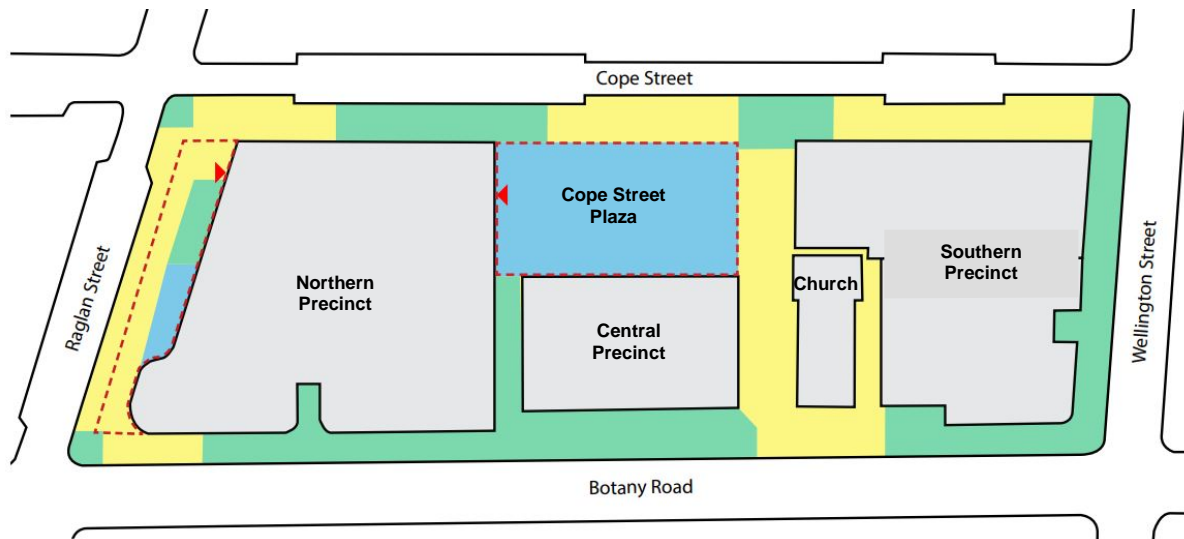 Cope Street
Cope Street
Plaza
Northern
Precinct
Central
Precinct
Church
Southern
Precinct
Raglan Street
Wellington Street
Botany Road